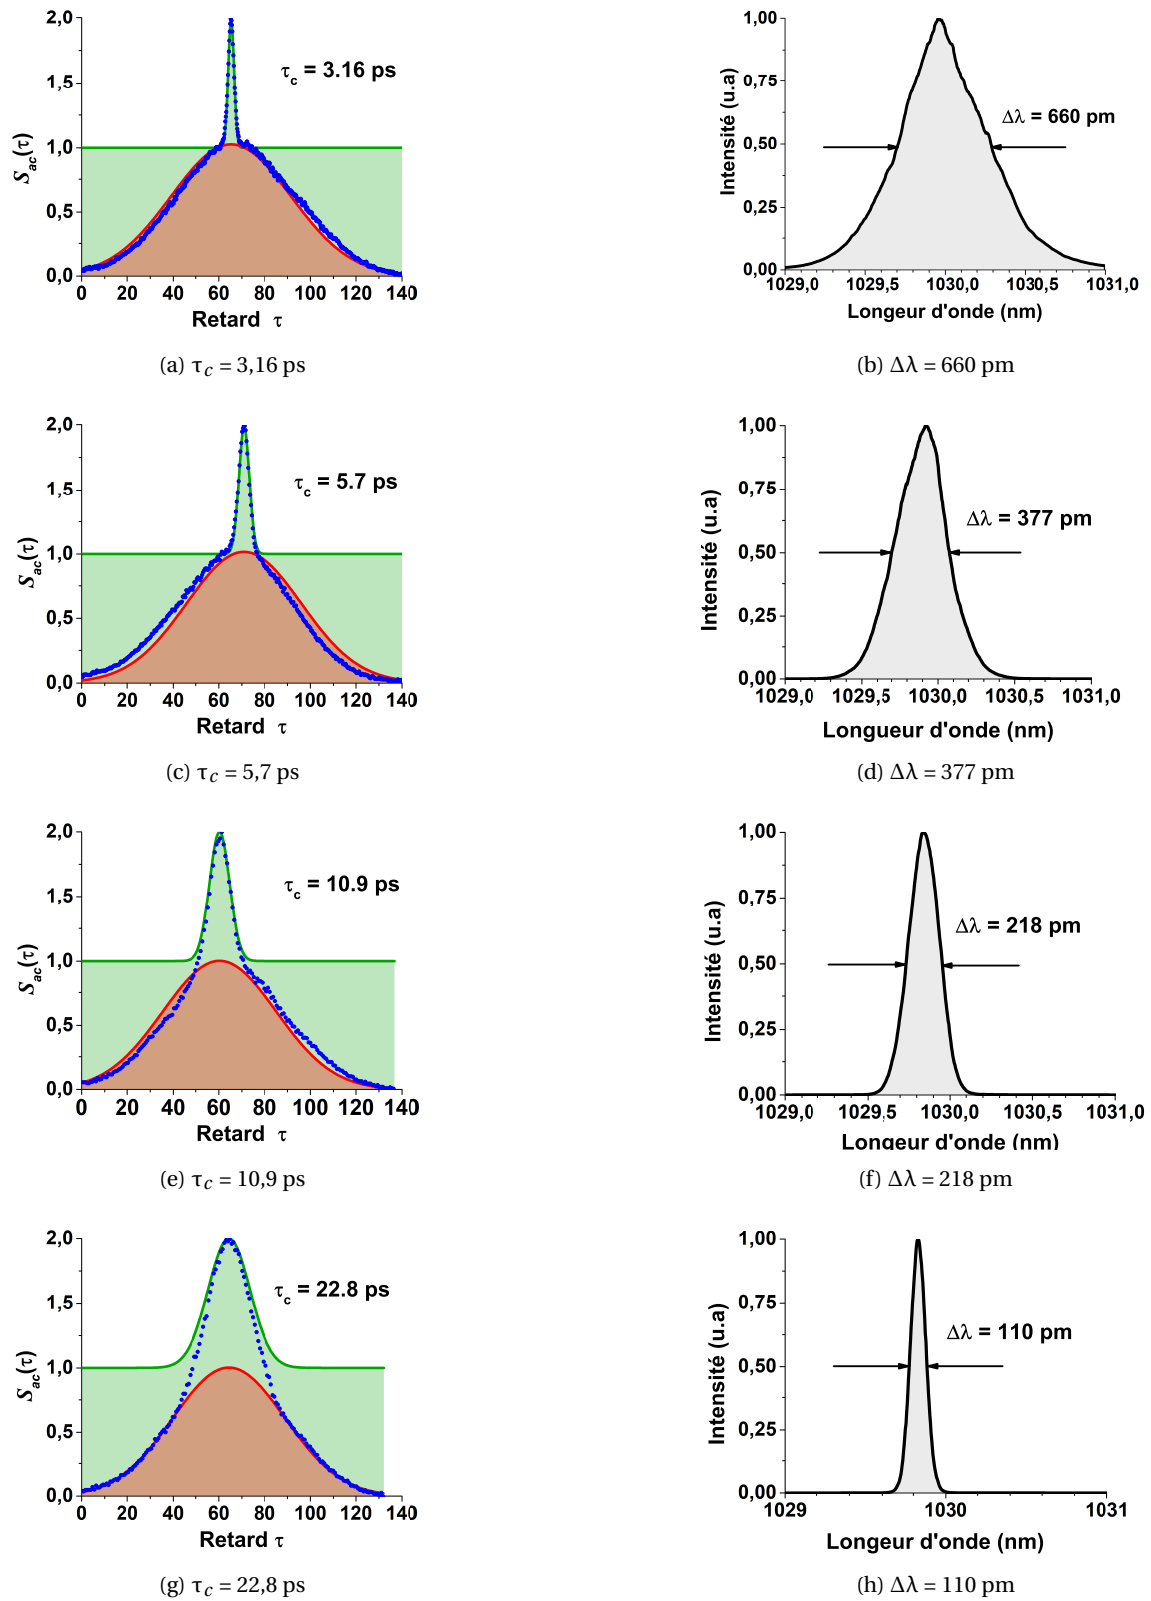 2,0
1,5
1,0
0,5
0,0
S_ac(τ)
τc = 3.16 ps
0 20 40 60 80 100 120 140
Retard τ
(a) τc = 3,16 ps
1,00
0,75
0,50
0,25
0,00
Intensité (u.a)
Δλ = 660 pm
1029,0 1029,5 1030,0 1030,5 1031,0
Longeur d'onde (nm)
(b) Δλ = 660 pm
2,0
1,5
1,0
0,5
0,0
S_ac(τ)
τc = 5.7 ps
0 20 40 60 80 100 120 140
Retard τ
(c) τc = 5,7 ps
1,00
0,75
0,50
0,25
0,00
Intensité (u.a)
Δλ = 377 pm
1029,0 1029,5 1030,0 1030,5 1031,0
Longueur d'onde (nm)
(d) Δλ = 377 pm
2,0
1,5
1,0
0,5
0,0
S_ac(τ)
τc = 10.9 ps
0 20 40 60 80 100 120 140
Retard τ
(e) τc = 10,9 ps
1,00
0,75
0,50
0,25
0,00
Intensité (u.a)
Δλ = 218 pm
1029,0 1029,5 1030,0 1030,5 1031,0
Longeur d'onde (nm)
(f) Δλ = 218 pm
2,0
1,5
1,0
0,5
0,0
S_ac(τ)
τc = 22.8 ps
0 20 40 60 80 100 120 140
Retard τ
(g) τc = 22,8 ps
1,00
0,75
0,50
0,25
0,00
Intensité (u.a)
Δλ = 110 pm
1029 1030 1031
Longeur d'onde (nm)
(h) Δλ = 110 pm